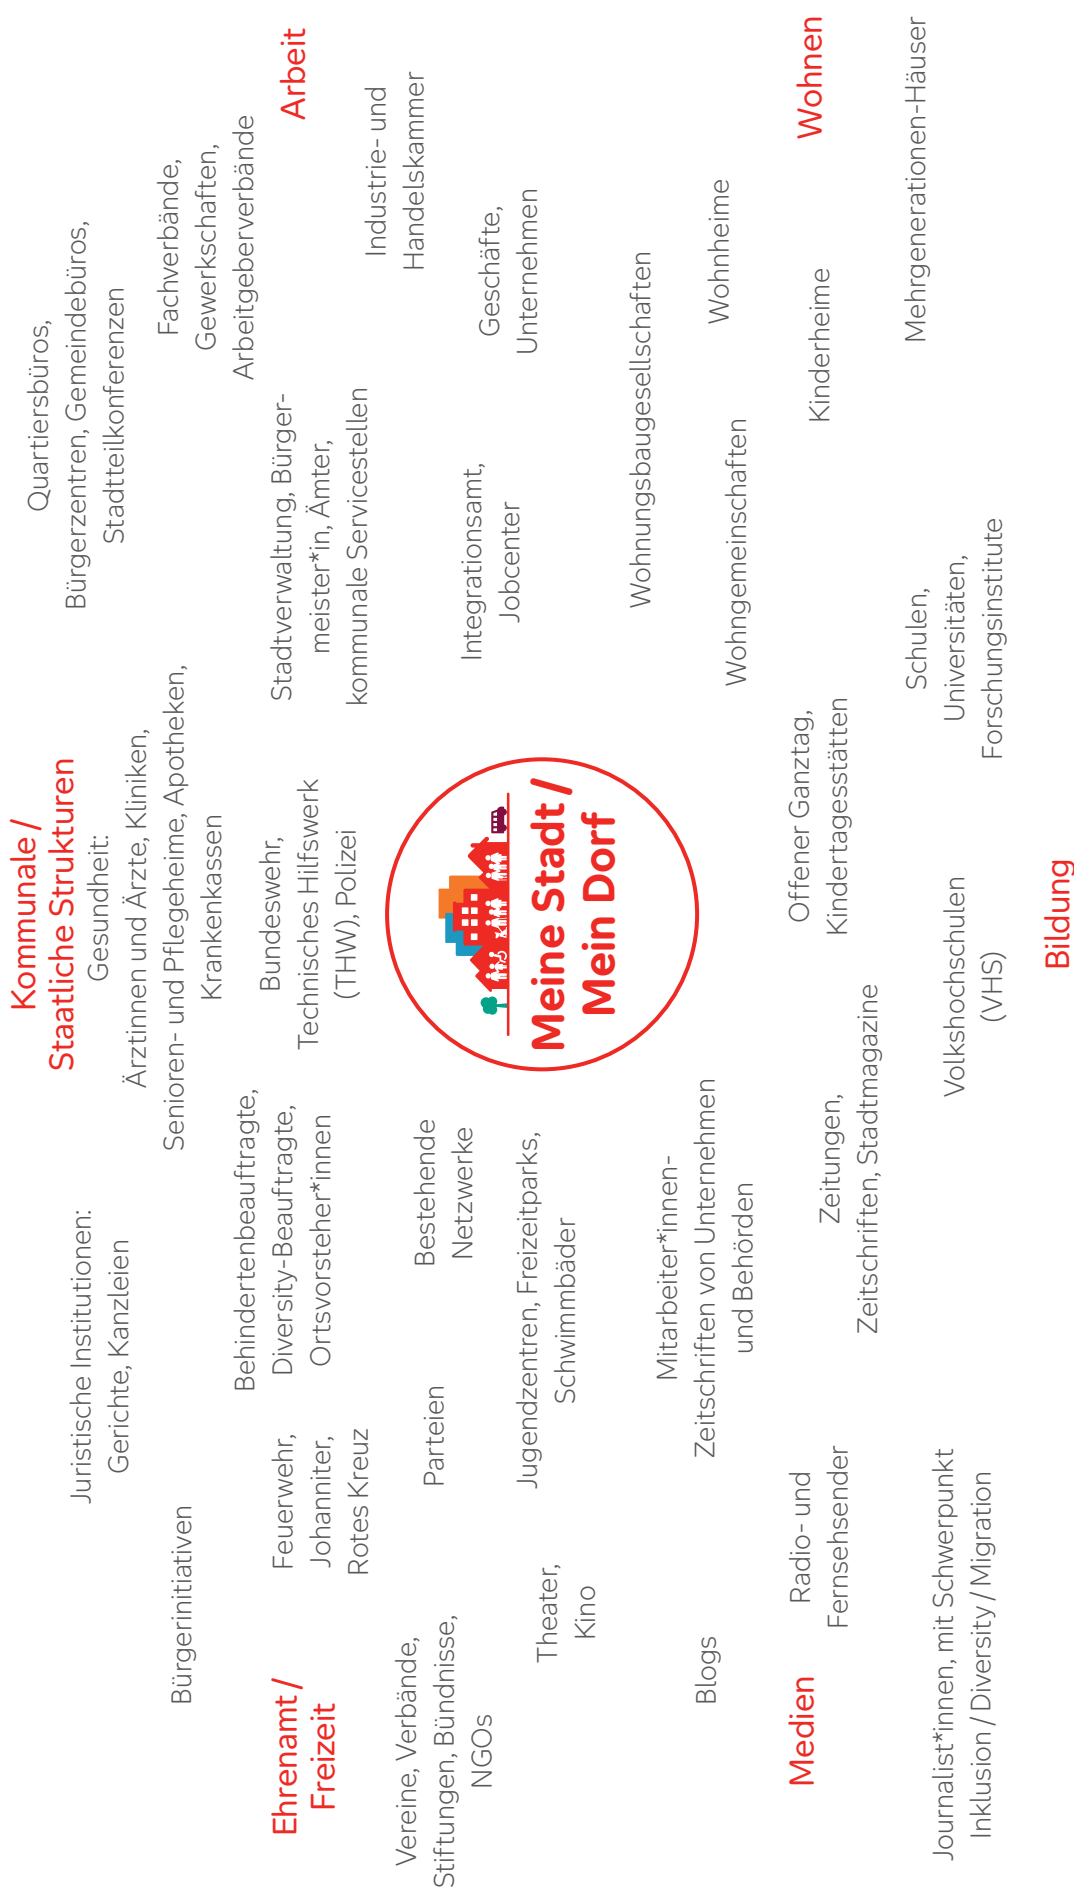 Kommunale /
Staatliche Strukturen
Gesundheit:
Ärztinnen und Ärzte, Kliniken,
Senioren- und Pflegeheime, Apotheken,
Krankenkassen
Bundeswehr,
Technisches Hilfswerk
(THW), Polizei
Juristische Institutionen:
Gerichte, Kanzleien
Behindertenbeauftragte,
Diversity-Beauftragte,
Ortsvorsteher*innen
Quartiersbüros,
Bürgerzentren, Gemeindebüros,
Stadtteilkonferenzen
Stadtverwaltung, Bürger-
meister*in, Ämter,
kommunale Servicestellen
Arbeit
Fachverbände,
Gewerkschaften,
Arbeitgeberverbände
Industrie- und
Handelskammer
Geschäfte,
Unternehmen
Integrationsamt,
Jobcenter
Ehrenamt /
Freizeit
Bürgerinitiativen
Feuerwehr,
Johanniter,
Rotes Kreuz
Vereine, Verbände,
Stiftungen, Bündnisse,
NGOs
Parteien
Bestehende
Netzwerke
Jugendzentren, Freizeitparks,
Schwimmbäder
Theater,
Kino
Meine Stadt /
Mein Dorf
Wohnen
Wohnungsbaugesellschaften
Wohnheime
Wohngemeinschaften
Kinderheime
Mehrgenerationen-Häuser
Medien
Blogs
Mitarbeiter*innen-
Zeitschriften von Unternehmen
und Behörden
Radio- und
Fernsehsender
Zeitungen,
Zeitschriften, Stadtmagazine
Journalist*innen, mit Schwerpunkt
Inklusion / Diversity / Migration
Offener Ganztag,
Kindertagesstätten
Schulen,
Universitäten,
Forschungsinstitute
Volkshochschulen
(VHS)
Bildung